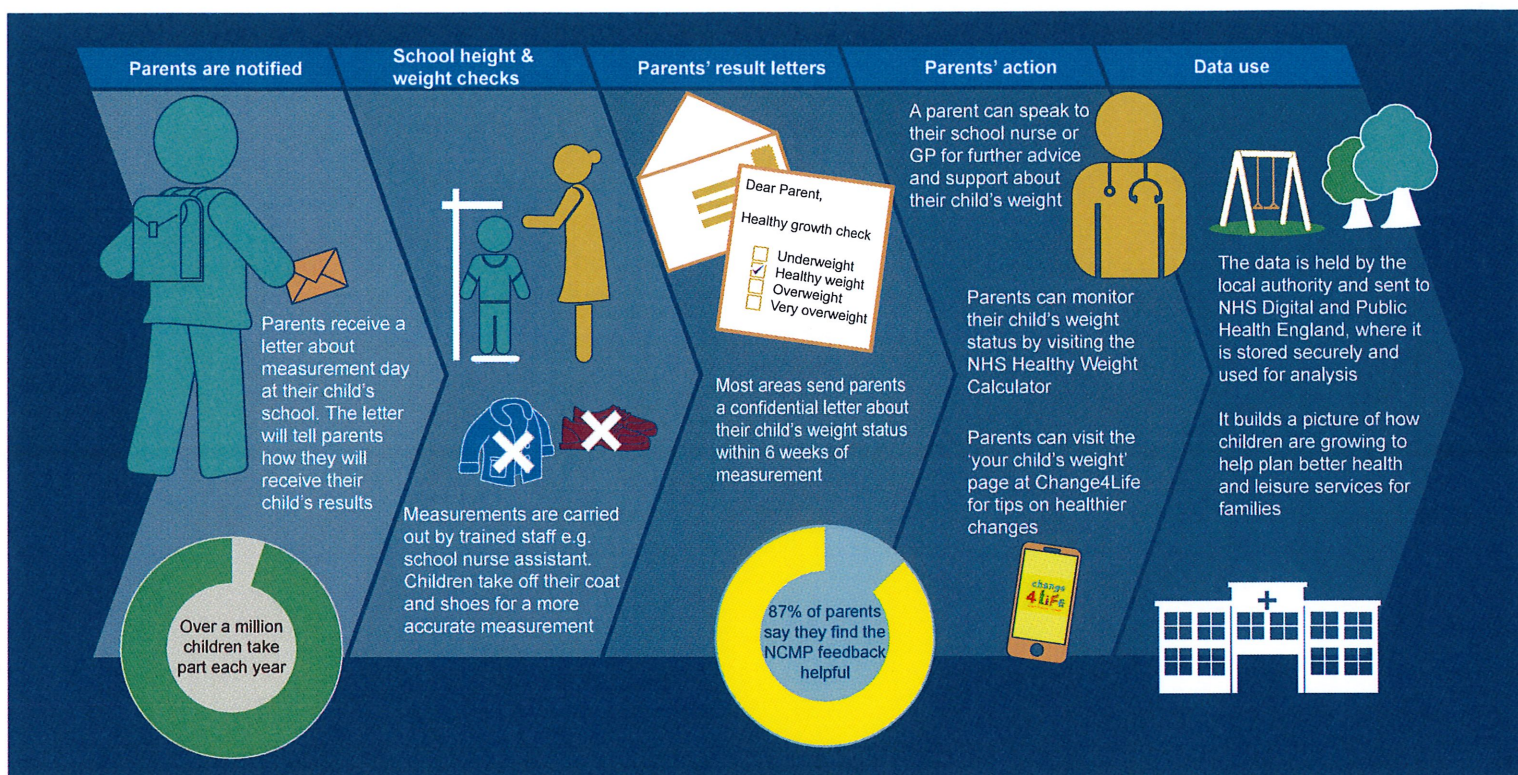 Parents are notified
Parents receive a
letter about
measurement day
at their child's
school. The letter
will tell parents
how they will
receive their
child's results
Over a million
children take
part each year
School height &
weight checks
Measurements are carried
out by trained staff e.g.
school nurse assistant.
Children take off their coat
and shoes for a more
accurate measurement
Parents' result letters
Dear Parent,
Healthy growth check
Underweight
Healthy weight
Overweight
Very overweight
Most areas send parents
a confidential letter about
their child's weight status
within 6 weeks of
measurement
87% of parents
say they find the
NCMP feedback
helpful
Parents' action
A parent can speak to
their school nurse or
GP for further advice
and support about
their child's weight
Parents can monitor
their child's weight
status by visiting the
NHS Healthy Weight
Calculator
Parents can visit the
'your child's weight'
page at Change4Life
for tips on healthier
changes
change
4LiFe
Data use
The data is held by the
local authority and sent to
NHS Digital and Public
Health England, where it
is stored securely and
used for analysis
It builds a picture of how
children are growing to
help plan better health
and leisure services for
families